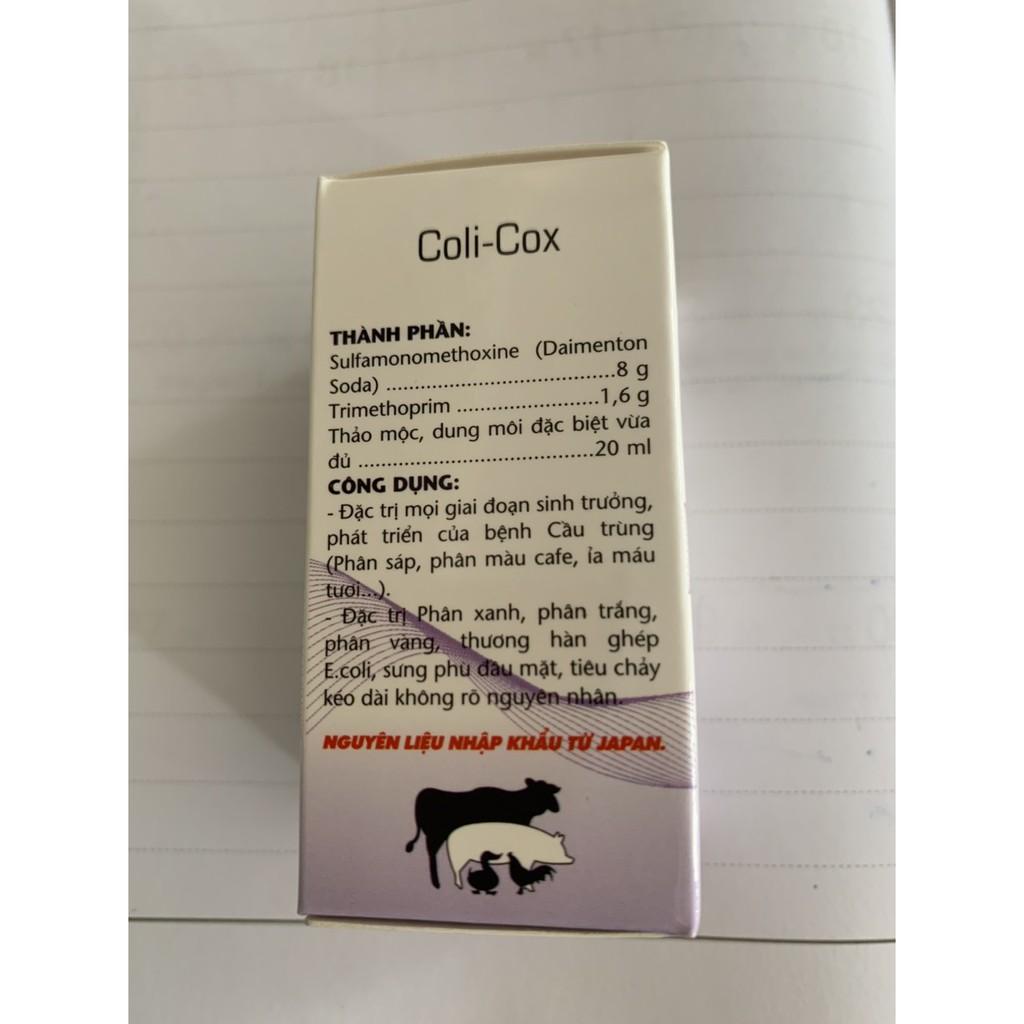 Coli-Cox
THÀNH PHẦN:
Sulfamonomethoxine (Daimenton
Soda) ........................................8 g
Trimethoprim .........................1,6 g
Thảo mộc, dung môi đặc biệt vừa
đủ .........................................20 ml
CÔNG DỤNG:
- Đặc trị mọi giai đoạn sinh trưởng,
phát triển của bệnh Cầu trùng
(Phân sáp, phân màu cafe, ỉa máu
tươi...).
- Đặc trị Phân xanh, phân trắng,
phân vàng, thương hàn ghép
E.coli, sưng phù đầu mặt, tiêu chảy
kéo dài không rõ nguyên nhân.
NGUYÊN LIỆU NHẬP KHẨU TỪ JAPAN.